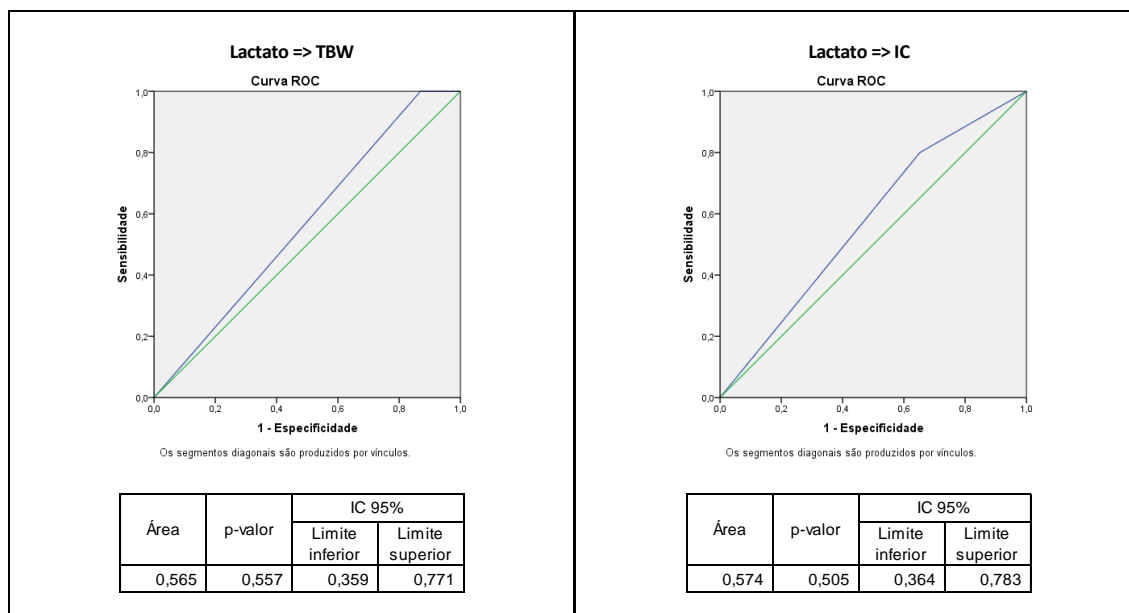 Lactato => TBW
Curva ROC
1,0
0,8
0,6
0,4
0,2
0,0
Sensibilidade
0,0 0,2 0,4 0,6 0,8 1,0
1 - Especificidade
Os segmentos diagonais são produzidos por vínculos.
Área p-valor IC 95%
Limite inferior Limite superior
0,565 0,557 0,359 0,771
Lactato => IC
Curva ROC
1,0
0,8
0,6
0,4
0,2
0,0
Sensibilidade
0,0 0,2 0,4 0,6 0,8 1,0
1 - Especificidade
Os segmentos diagonais são produzidos por vínculos.
Área p-valor IC 95%
Limite inferior Limite superior
0,574 0,505 0,364 0,783